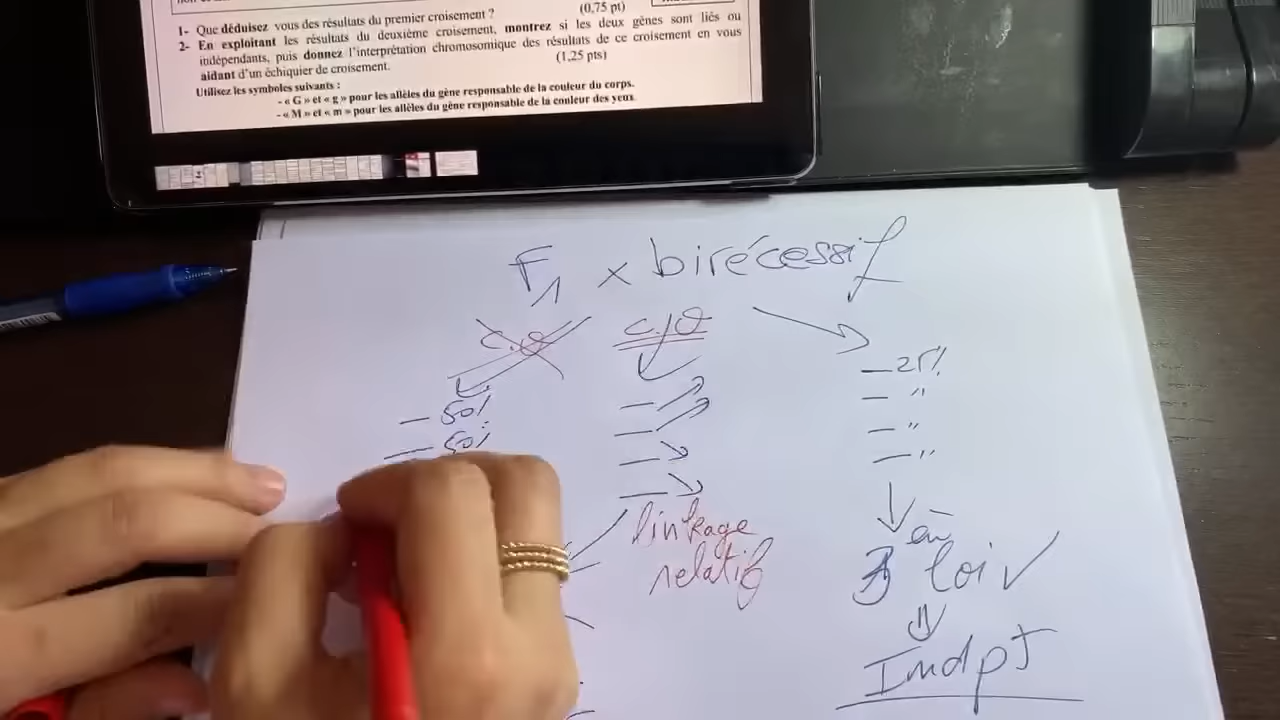 (0,75 pt)
1- Que déduisez vous des résultats du premier croisement ?
2- En exploitant les résultats du deuxième croisement, montrez si les deux gènes sont liés ou
indépendants, puis donnez l'interprétation chromosomique des résultats de ce croisement en vous
aidant d'un échiquier de croisement.
(1,25 pts)
Utilisez les symboles suivants :
- « G » et « g » pour les allèles du gène responsable de la couleur du corps.
- « M » et « m » pour les allèles du gène responsable de la couleur des yeux
F1 × birécessif
— 50%
— 50%
linkage
relatif
— 25%
— "
— "
— "
3 ème loi ✓
Indpt